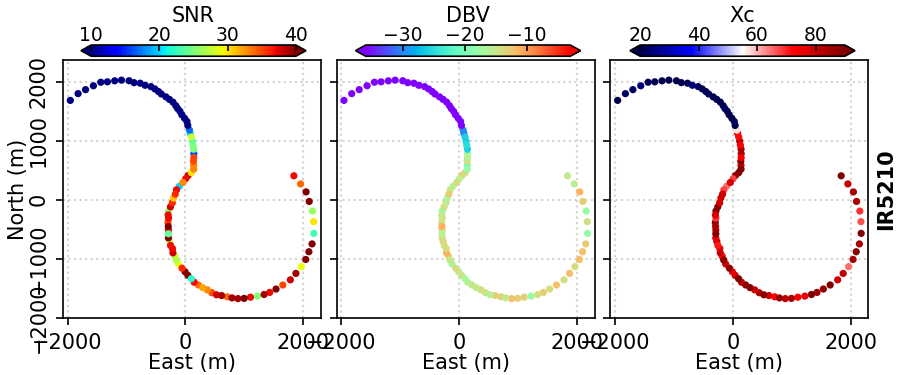 SNR DBV Xc
10 20 30 40 −30 −20 −10 20 40 60 80
2000
1000
0
−1000
−2000
North (m)
IR5210
−2000 0 2000 −2000 0 2000 −2000 0 2000
East (m) East (m) East (m)